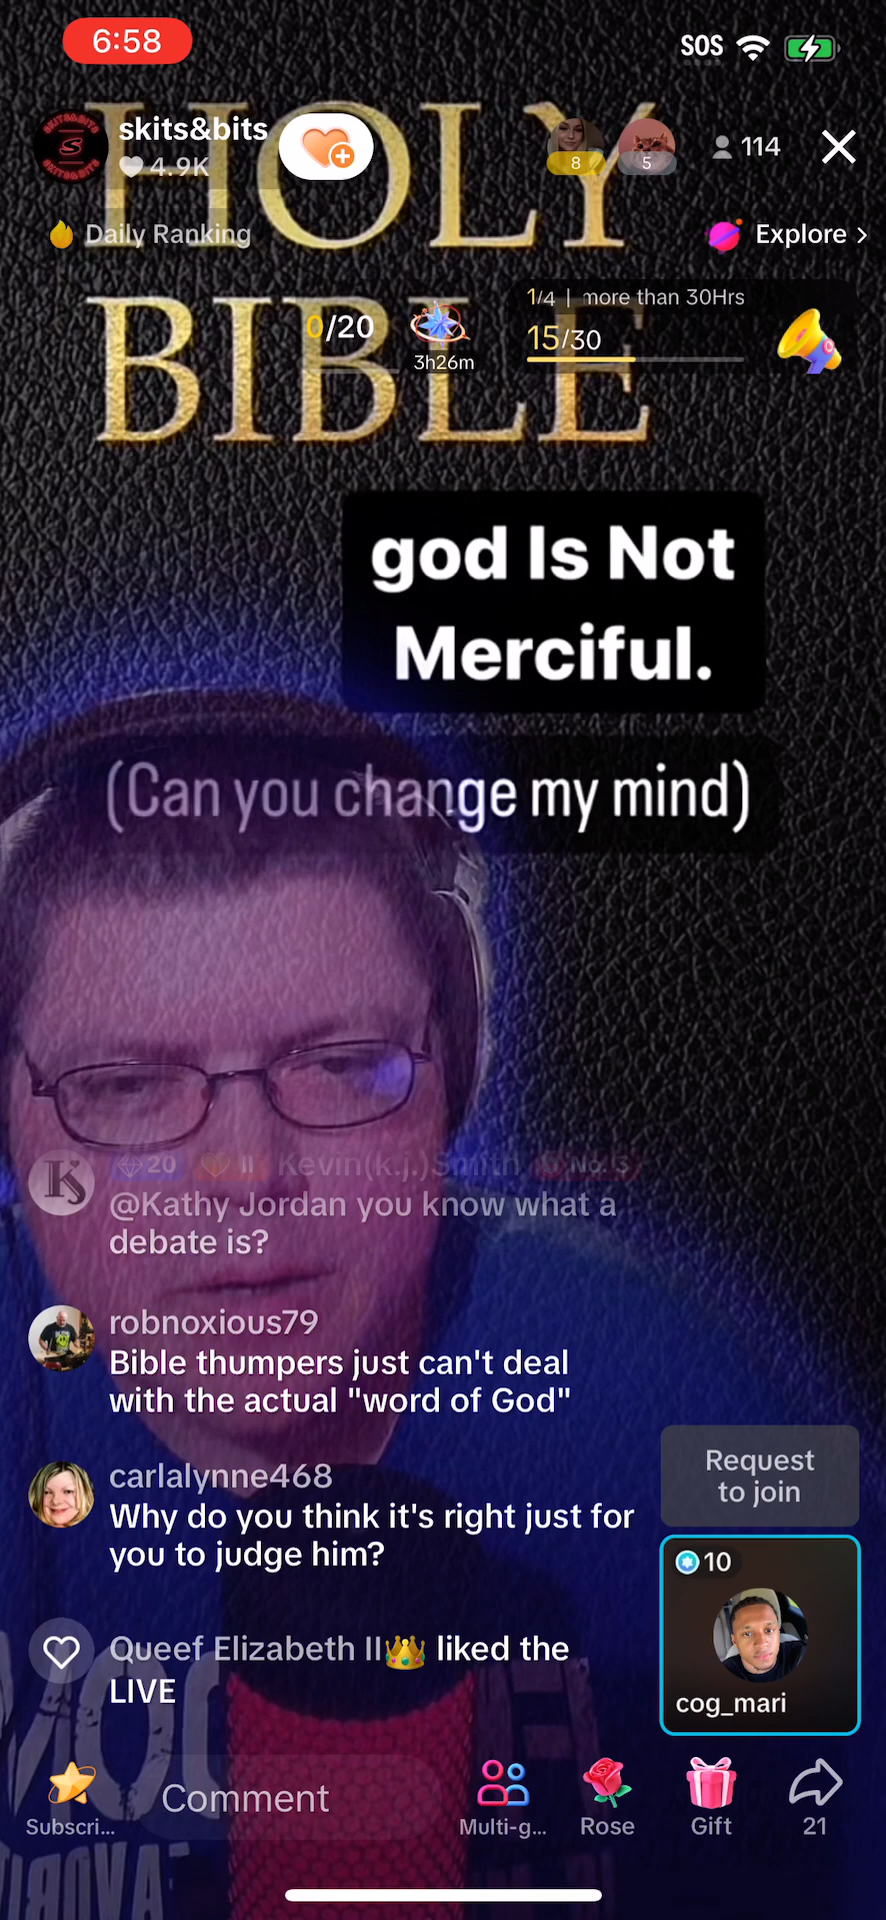 6:58
SOS
HOLY
BIBLE
skits&bits
4.9K
8
5
114
Daily Ranking
Explore >
0/20
3h26m
1/4 | more than 30Hrs
15/30
god Is Not
Merciful.
(Can you change my mind)
20 II Kevin(k.j.)Smith No. 3
@Kathy Jordan you know what a
debate is?
robnoxious79
Bible thumpers just can't deal
with the actual "word of God"
carlalynne468
Why do you think it's right just for
you to judge him?
Queef Elizabeth II👑 liked the
LIVE
Request
to join
10
cog_mari
Comment
Subscri...
Multi-g...
Rose
Gift
21